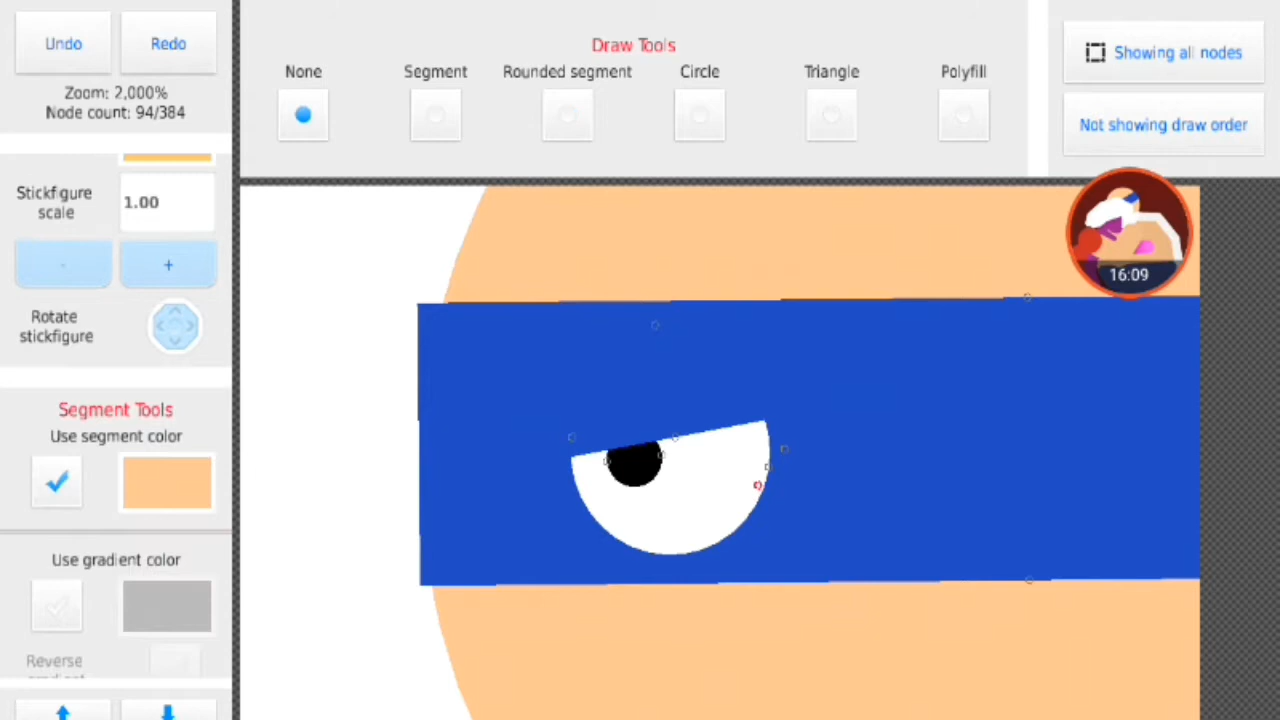 Undo
Redo
Zoom: 2,000%
Node count: 94/384
Stickfigure
scale
1.00
-
+
Rotate
stickfigure
Segment Tools
Use segment color
Use gradient color
Reverse
gradient
Draw Tools
None
Segment
Rounded segment
Circle
Triangle
Polyfill
Showing all nodes
Not showing draw order
16:09